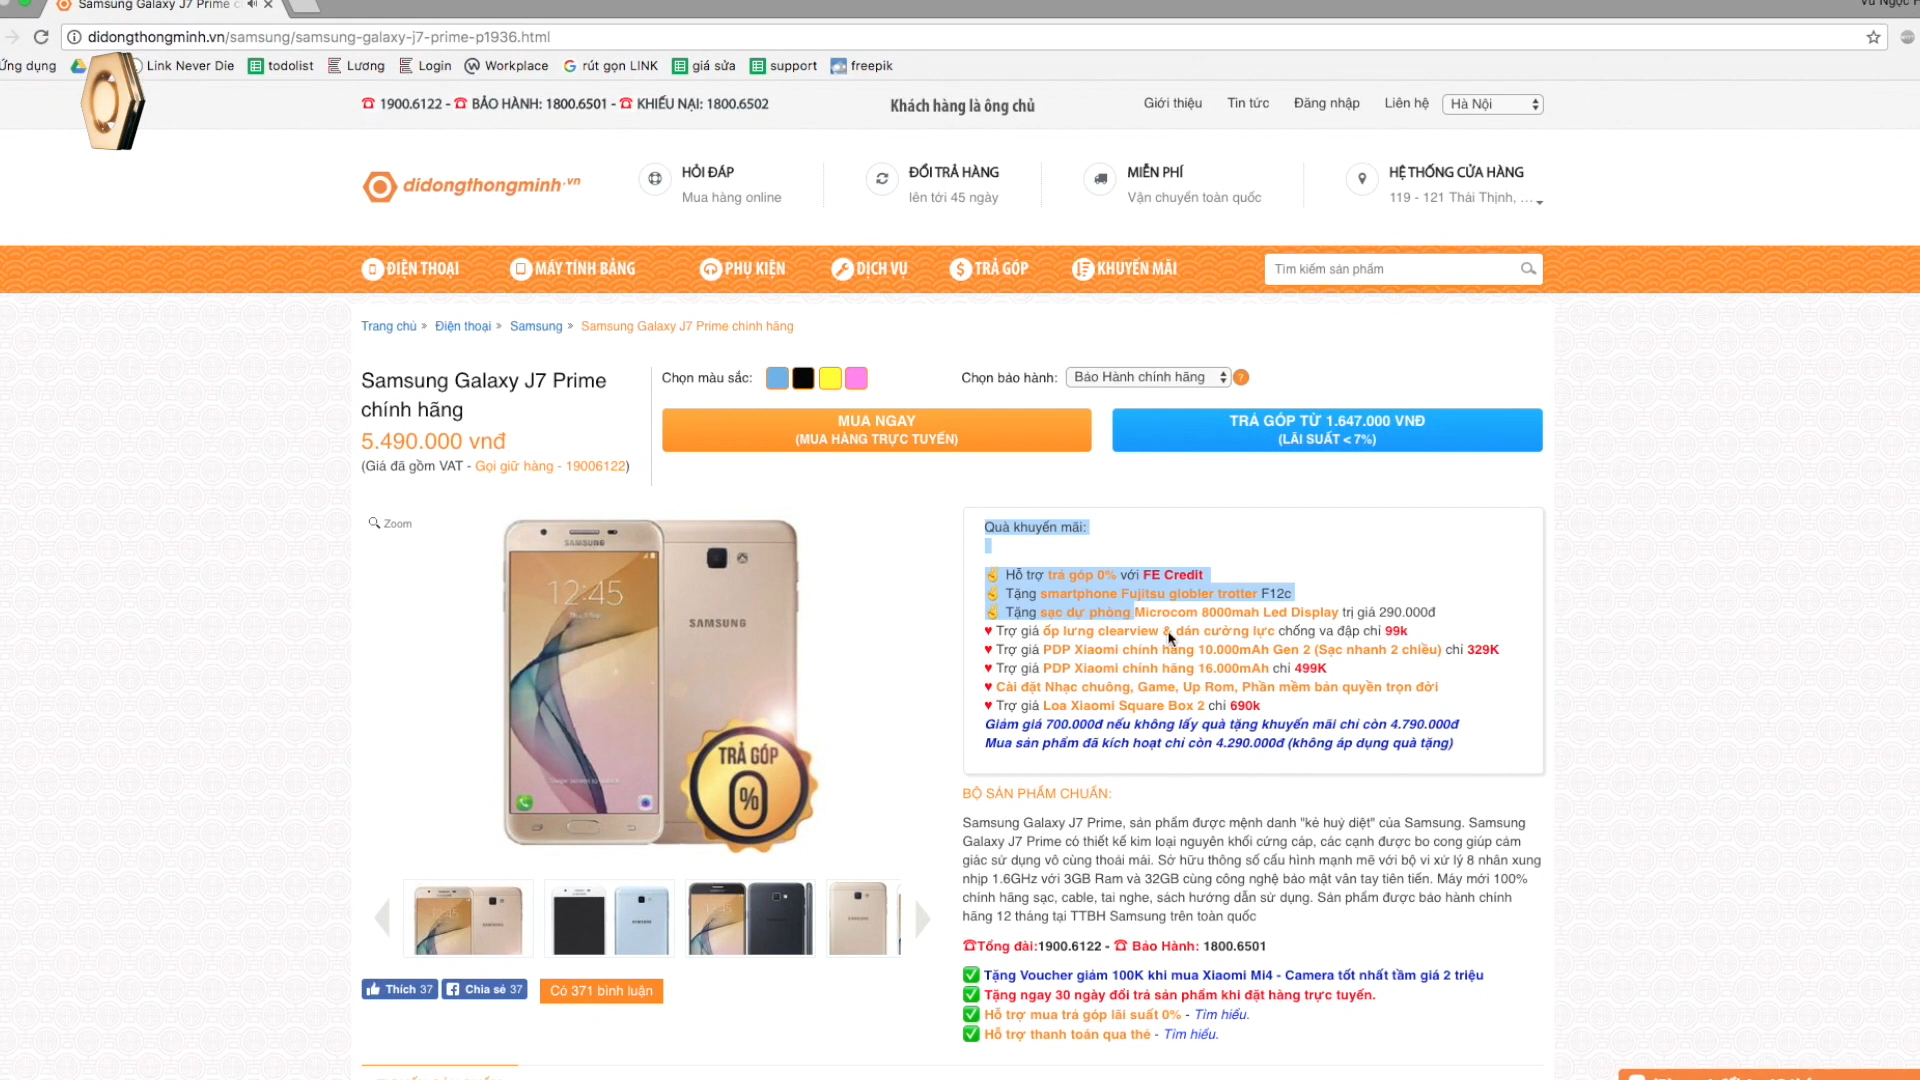 Samsung Galaxy J7 Prime
Vũ Ngọc
didongthongminh.vn/samsung/samsung-galaxy-j7-prime-p1936.html
Ứng dụng
Link Never Die
todolist
Lương
Login
Workplace
rút gọn LINK
giá sửa
support
freepik
☎ 1900.6122 - ☎ BẢO HÀNH: 1800.6501 - ☎ KHIẾU NẠI: 1800.6502
Khách hàng là ông chủ
Giới thiệu
Tin tức
Đăng nhập
Liên hệ
Hà Nội
didongthongminh.vn
HỎI ĐÁP
Mua hàng online
ĐỔI TRẢ HÀNG
lên tới 45 ngày
MIỄN PHÍ
Vận chuyển toàn quốc
HỆ THỐNG CỬA HÀNG
119 - 121 Thái Thịnh, ...
ĐIỆN THOẠI
MÁY TÍNH BẢNG
PHỤ KIỆN
DỊCH VỤ
TRẢ GÓP
KHUYẾN MÃI
Tìm kiếm sản phẩm
Trang chủ » Điện thoại » Samsung » Samsung Galaxy J7 Prime chính hãng
Samsung Galaxy J7 Prime
chính hãng
5.490.000 vnđ
(Giá đã gồm VAT - Gọi giữ hàng - 19006122)
Chọn màu sắc:
Chọn bảo hành:
Bảo Hành chính hãng
?
MUA NGAY
(MUA HÀNG TRỰC TUYẾN)
TRẢ GÓP TỪ 1.647.000 VNĐ
(LÃI SUẤT < 7%)
Zoom
SAMSUNG
12:45
SAMSUNG
TRẢ GÓP
0%
Quà khuyến mãi:
✌ Hỗ trợ trả góp 0% với FE Credit
✌ Tặng smartphone Fujitsu globler trotter F12c
✌ Tặng sạc dự phòng Microcom 8000mah Led Display trị giá 290.000đ
♥ Trợ giá ốp lưng clearview & dán cường lực chống va đập chỉ 99k
♥ Trợ giá PDP Xiaomi chính hãng 10.000mAh Gen 2 (Sạc nhanh 2 chiều) chỉ 329K
♥ Trợ giá PDP Xiaomi chính hãng 16.000mAh chỉ 499K
♥ Cài đặt Nhạc chuông, Game, Up Rom, Phần mềm bản quyền trọn đời
♥ Trợ giá Loa Xiaomi Square Box 2 chỉ 690k
Giảm giá 700.000đ nếu không lấy quà tặng khuyến mãi chỉ còn 4.790.000đ
Mua sản phẩm đã kích hoạt chỉ còn 4.290.000đ (không áp dụng quà tặng)
BỘ SẢN PHẨM CHUẨN:
Samsung Galaxy J7 Prime, sản phẩm được mệnh danh "kẻ huỷ diệt" của Samsung. Samsung
Galaxy J7 Prime có thiết kế kim loại nguyên khối cứng cáp, các cạnh được bo cong giúp cảm
giác sử dụng vô cùng thoải mái. Sở hữu thông số cấu hình mạnh mẽ với bộ vi xử lý 8 nhân xung
nhịp 1.6GHz với 3GB Ram và 32GB cùng công nghệ bảo mật vân tay tiên tiến. Máy mới 100%
chính hãng sạc, cable, tai nghe, sách hướng dẫn sử dụng. Sản phẩm được bảo hành chính
hãng 12 tháng tại TTBH Samsung trên toàn quốc
☎Tổng đài:1900.6122 - ☎ Bảo Hành: 1800.6501
✅ Tặng Voucher giảm 100K khi mua Xiaomi Mi4 - Camera tốt nhất tầm giá 2 triệu
✅ Tặng ngay 30 ngày đổi trả sản phẩm khi đặt hàng trực tuyến.
✅ Hỗ trợ mua trả góp lãi suất 0% - Tìm hiểu.
✅ Hỗ trợ thanh toán qua thẻ - Tìm hiểu.
Thích 37
Chia sẻ 37
Có 371 bình luận